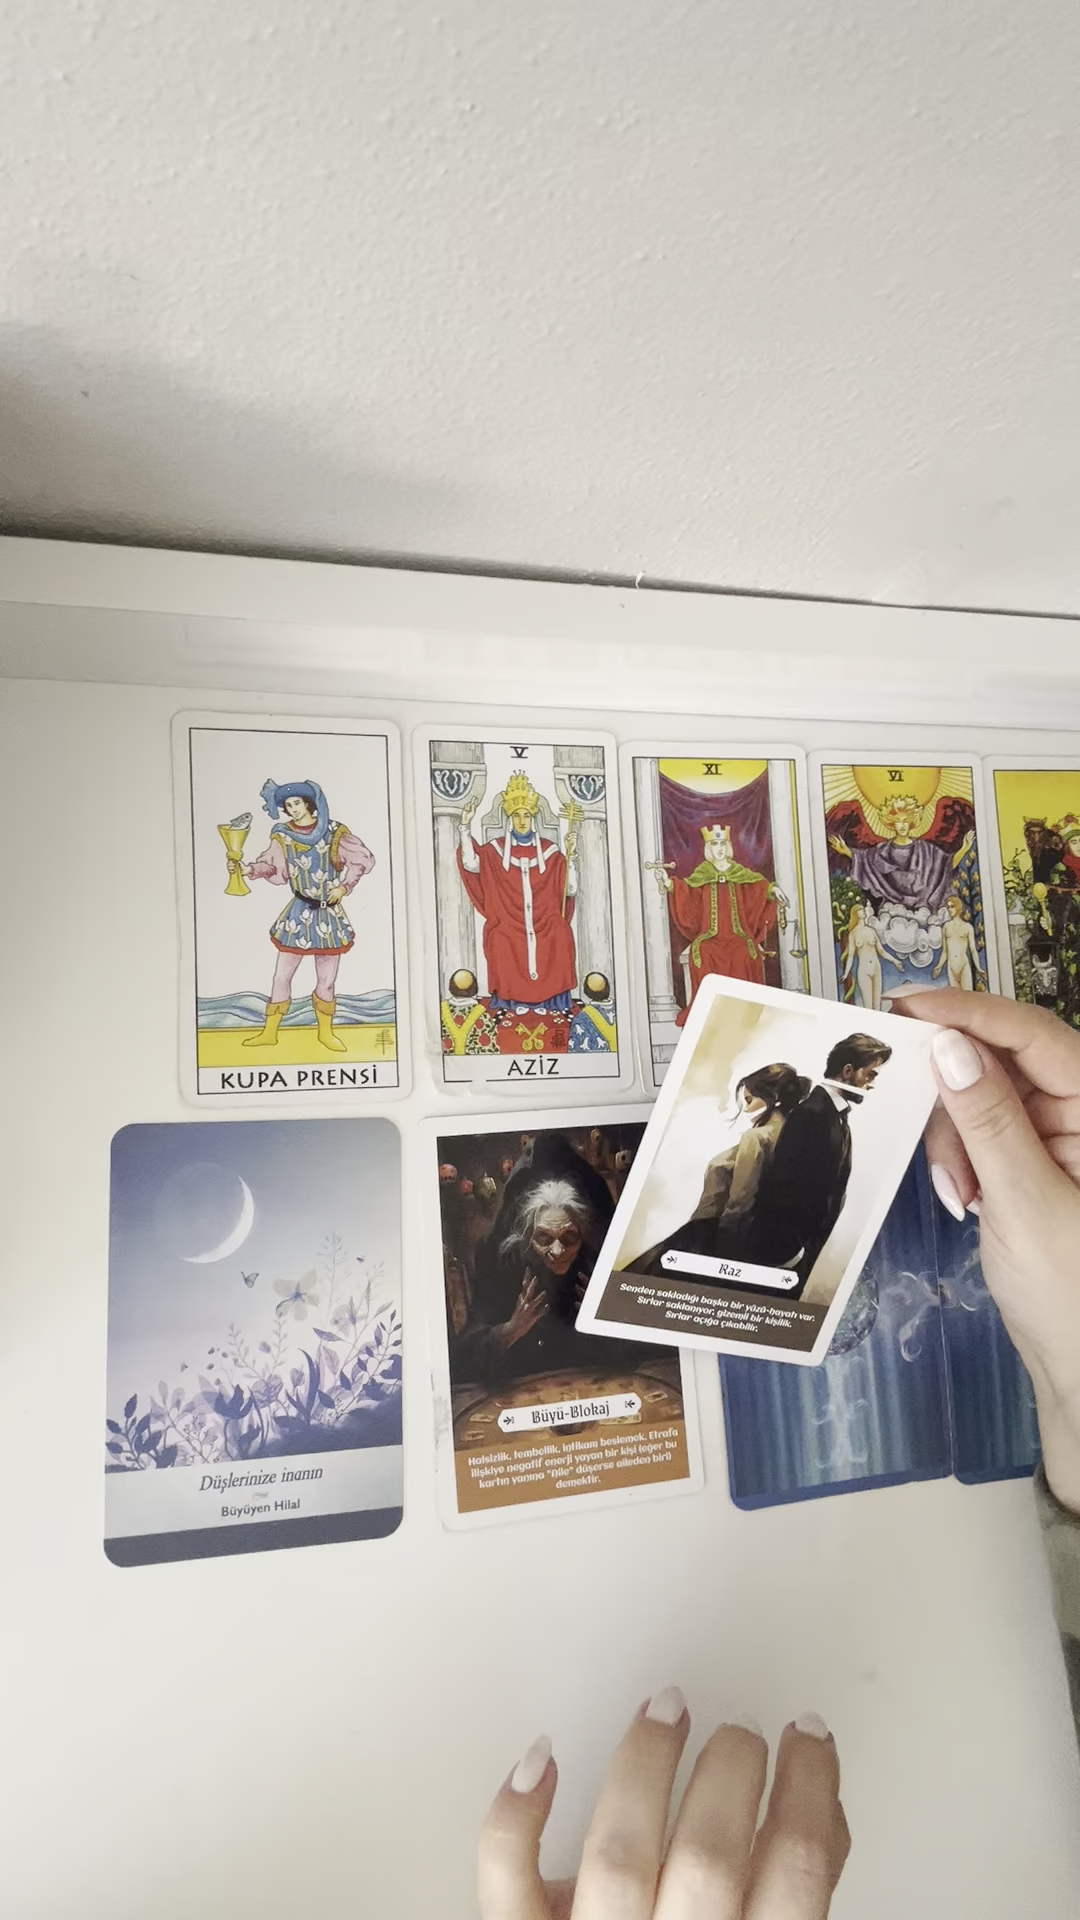 KUPA PRENSİ
V
AZİZ
XI
VI
Düşlerinize inanın
Büyüyen Hilal
Büyü-Blokaj
Halsizlik, tembellik, intikam beslemek. Etrafa
ilişkiye negatif enerji yayan bir kişi (eğer bu
kartın yanına "Aile" düşerse aileden biri)
demektir.
Raz
Senden sakladığı başka bir yüzü-hayatı var.
Sırlar saklanıyor, gizemli bir kişilik.
Sırlar açığa çıkabilir.